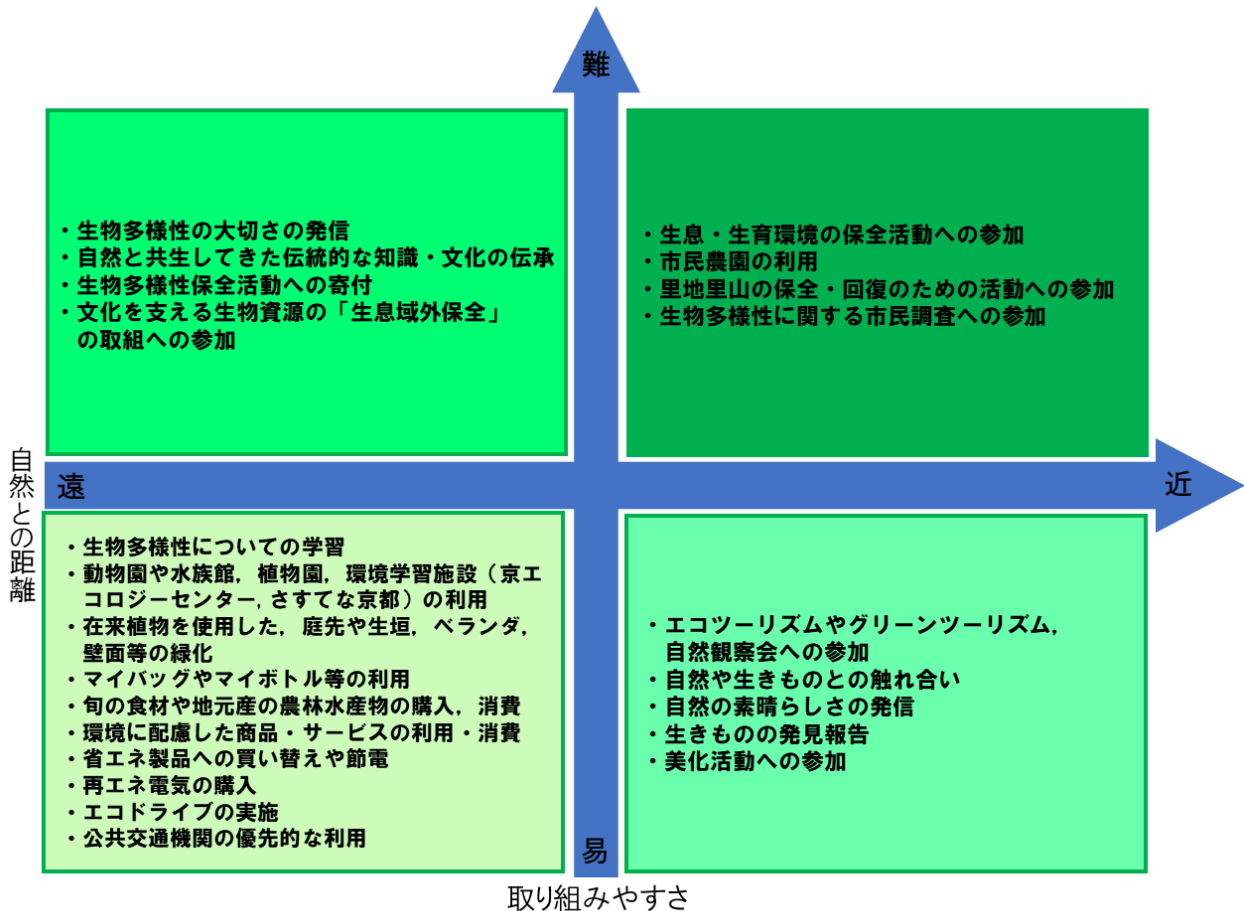 難
・生物多様性の大切さの発信
・自然と共生してきた伝統的な知識・文化の伝承
・生物多様性保全活動への寄付
・文化を支える生物資源の「生息域外保全」
の取組への参加
・生息・生育環境の保全活動への参加
・市民農園の利用
・里地里山の保全・回復のための活動への参加
・生物多様性に関する市民調査への参加
自然との距離
遠
近
・生物多様性についての学習
・動物園や水族館，植物園，環境学習施設（京エ
コロジーセンター，さすてな京都）の利用
・在来植物を使用した，庭先や生垣，ベランダ，
壁面等の緑化
・マイバッグやマイボトル等の利用
・旬の食材や地元産の農林水産物の購入，消費
・環境に配慮した商品・サービスの利用・消費
・省エネ製品への買い替えや節電
・再エネ電気の購入
・エコドライブの実施
・公共交通機関の優先的な利用
・エコツーリズムやグリーンツーリズム，
自然観察会への参加
・自然や生きものとの触れ合い
・自然の素晴らしさの発信
・生きものの発見報告
・美化活動への参加
易
取り組みやすさ